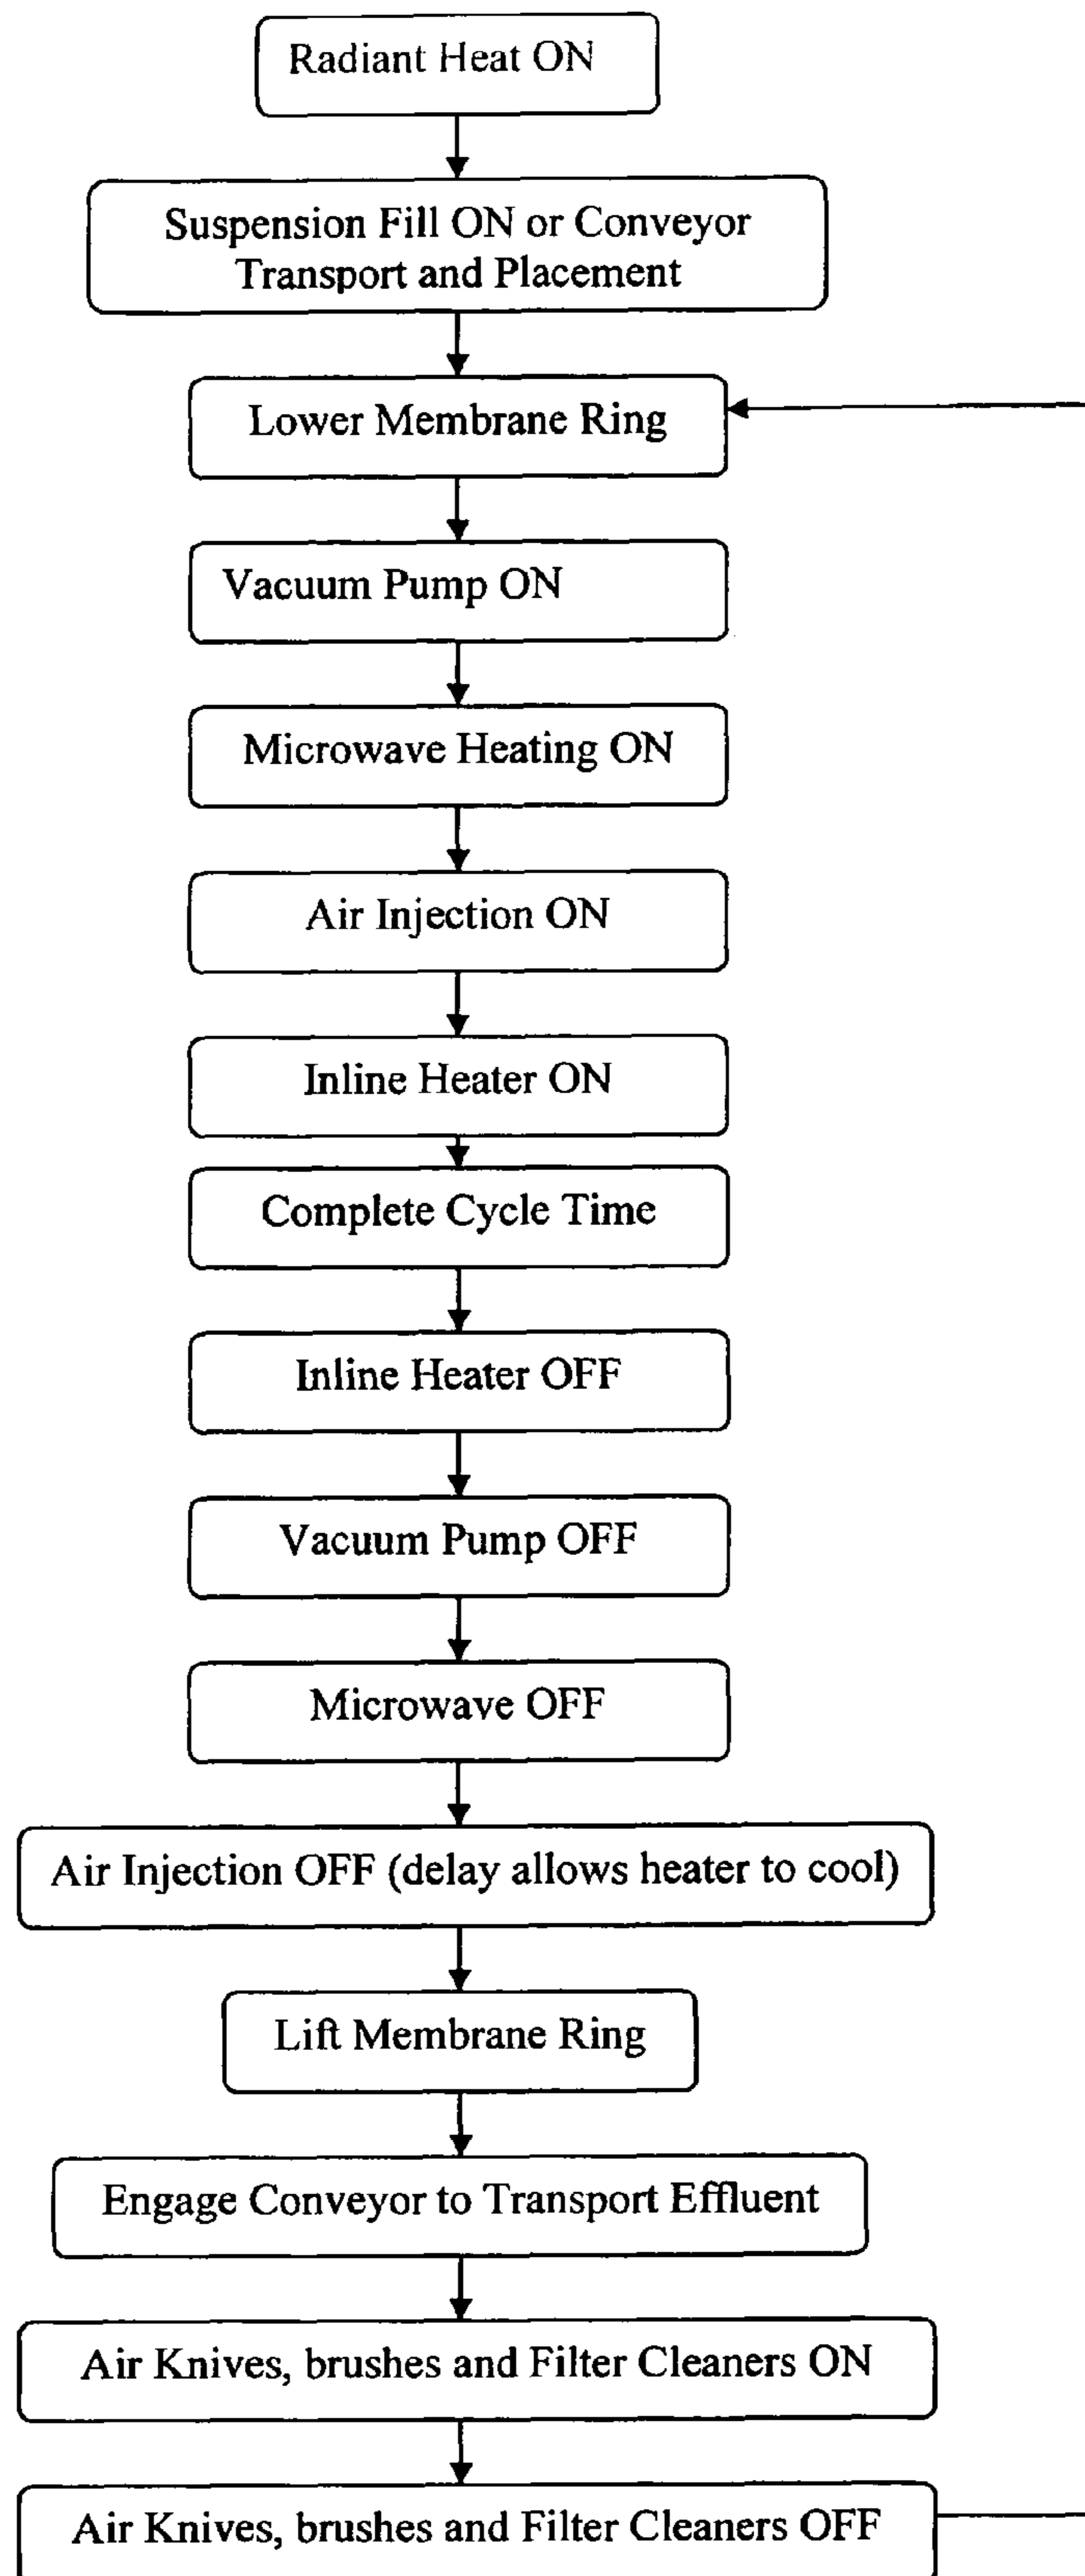 Radiant Heat ON
Suspension Fill ON or Conveyor
Transport and Placement
Lower Membrane Ring
Vacuum Pump ON
Microwave Heating ON
Air Injection ON
Inline Heater ON
Complete Cycle Time
Inline Heater OFF
Vacuum Pump OFF
Microwave OFF
Air Injection OFF (delay allows heater to cool)
Lift Membrane Ring
Engage Conveyor to Transport Effluent
Air Knives, brushes and Filter Cleaners ON
Air Knives, brushes and Filter Cleaners OFF